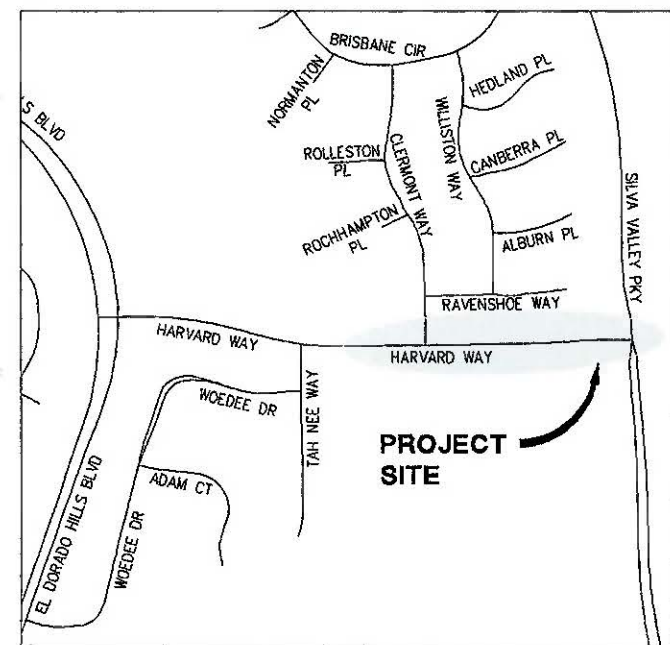 BRISBANE CIR
NORMANTON
PL
HEDLAND PL
LS BLVD
WILLISTON WAY
ROLLESTON
PL
CLERMONT WAY
CANBERRA PL
SILVA VALLEY PKY
ROCHHAMPTON
PL
ALBURN PL
RAVENSHOE WAY
HARVARD WAY
HARVARD WAY
WOEDEE DR
TAH NEE WAY
PROJECT
SITE
ADAM CT
EL DORADO HILLS BLVD
WOEDEE DR